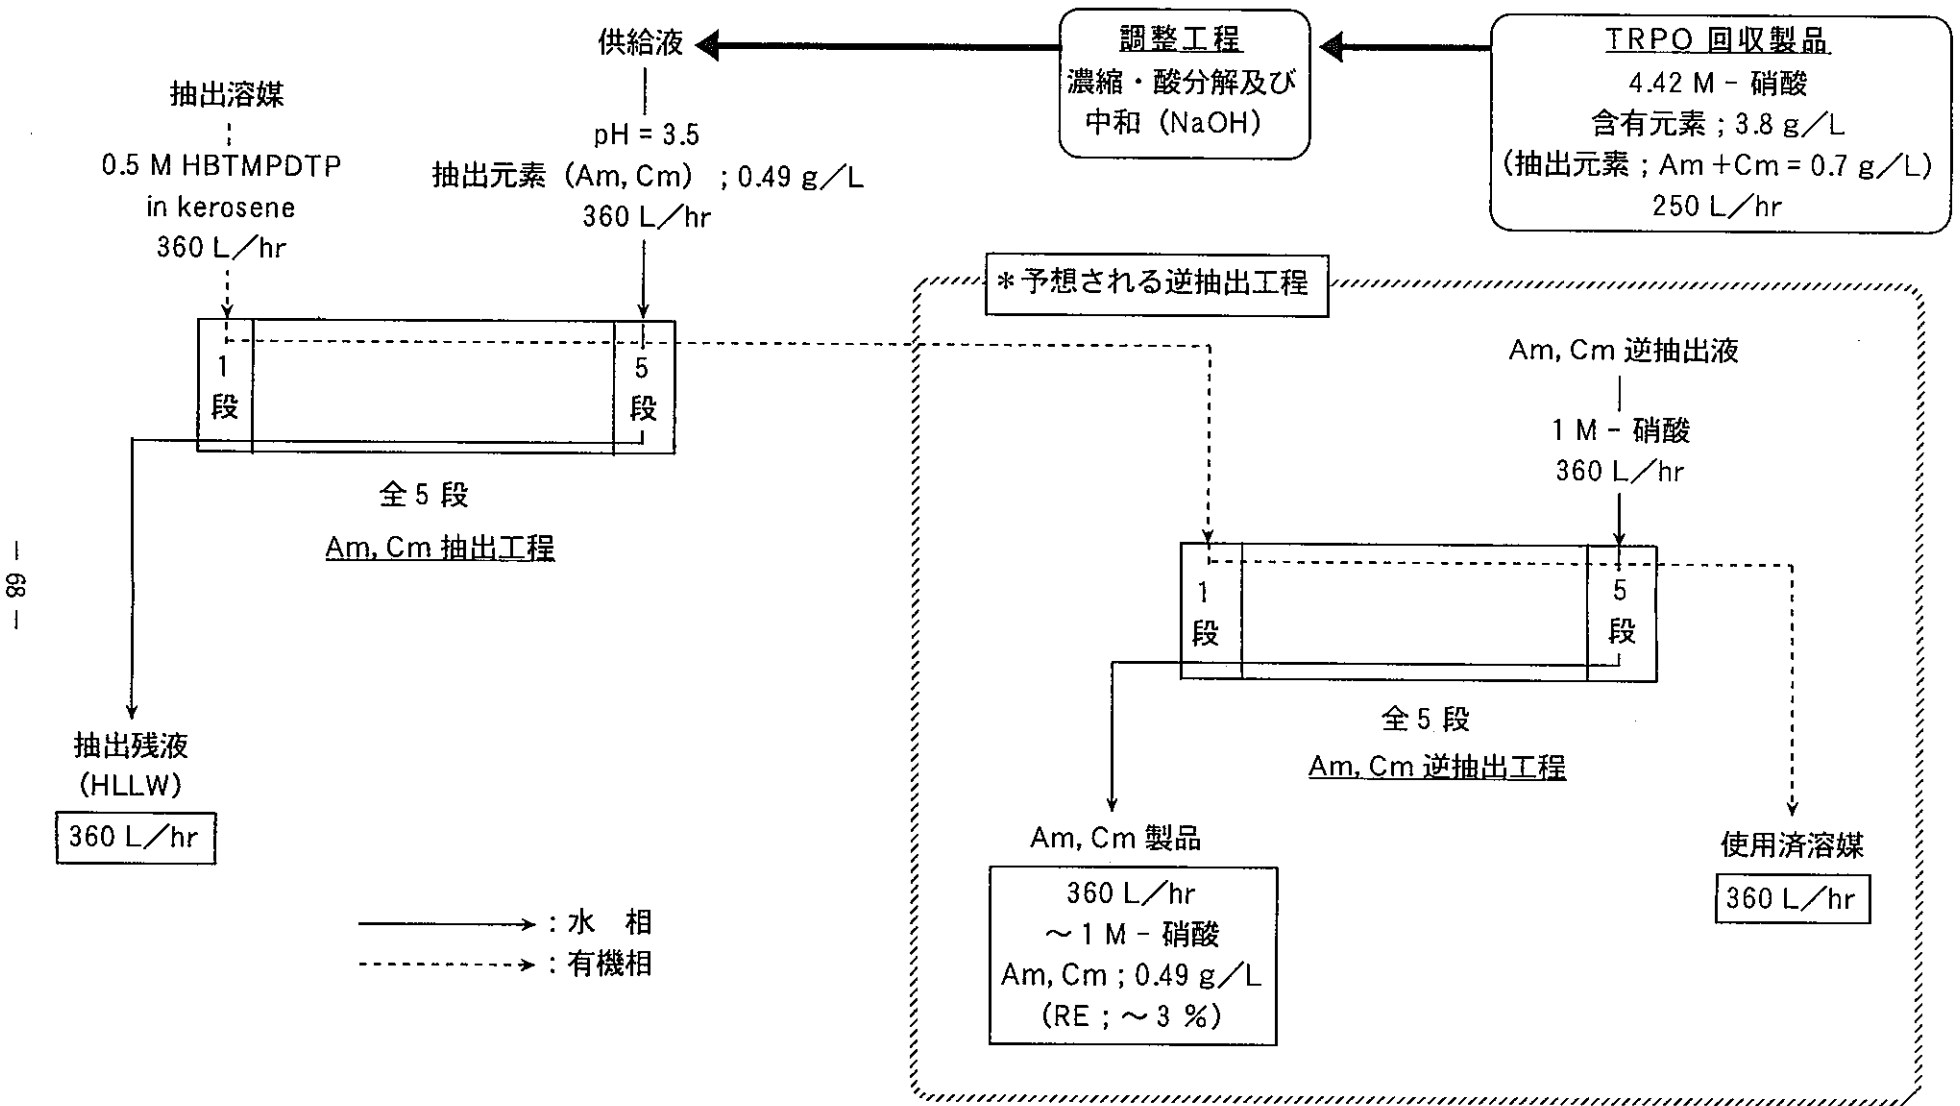 抽出溶媒
0.5 M HBTMPDTP
in kerosene
360 L/hr
供給液
pH = 3.5
抽出元素 (Am, Cm) ; 0.49 g/L
360 L/hr
調整工程
濃縮・酸分解及び
中和 (NaOH)
TRPO 回収製品
4.42 M - 硝酸
含有元素 ; 3.8 g/L
(抽出元素 ; Am + Cm = 0.7 g/L)
250 L/hr
1
段
5
段
全 5 段
Am, Cm 抽出工程
抽出残液
(HLLW)
360 L/hr
*予想される逆抽出工程
Am, Cm 逆抽出液
1 M - 硝酸
360 L/hr
1
段
5
段
全 5 段
Am, Cm 逆抽出工程
Am, Cm 製品
360 L/hr
～ 1 M - 硝酸
Am, Cm ; 0.49 g/L
(RE ; ～ 3 %)
使用済溶媒
360 L/hr
: 水 相
: 有機相
— 68 —